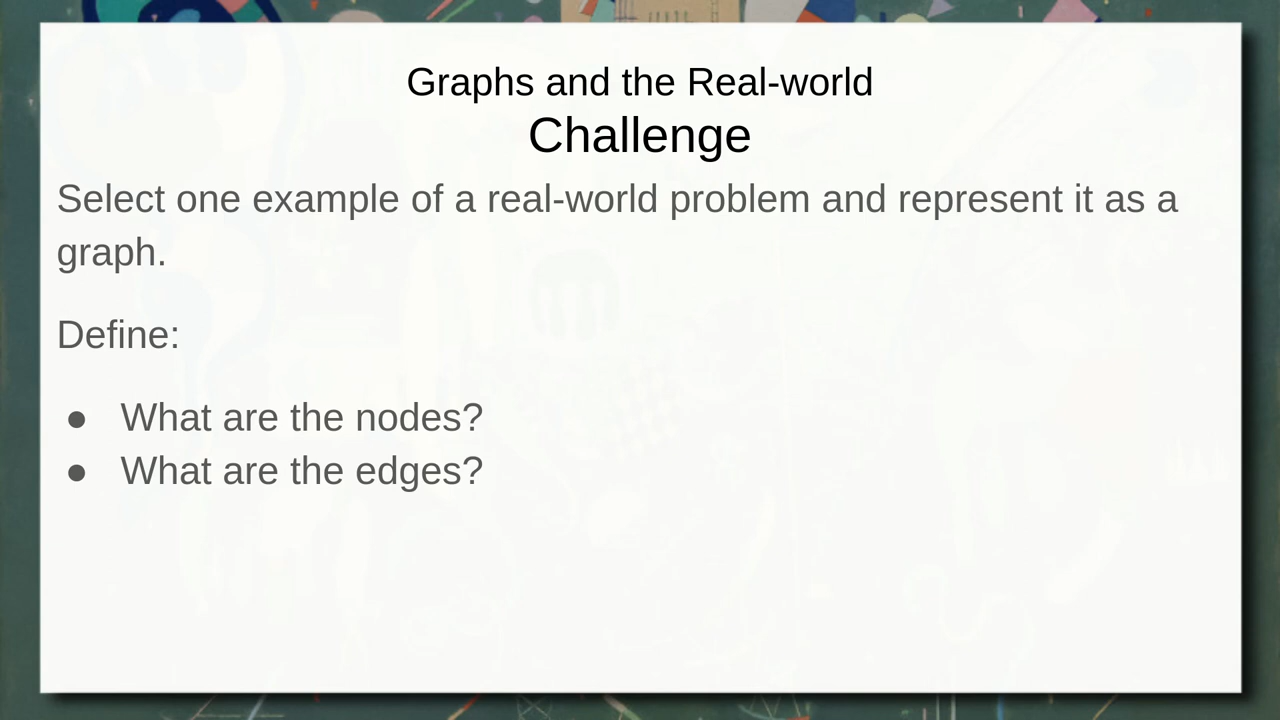 Graphs and the Real-world
Challenge
Select one example of a real-world problem and represent it as a
graph.
Define:
● What are the nodes?
● What are the edges?